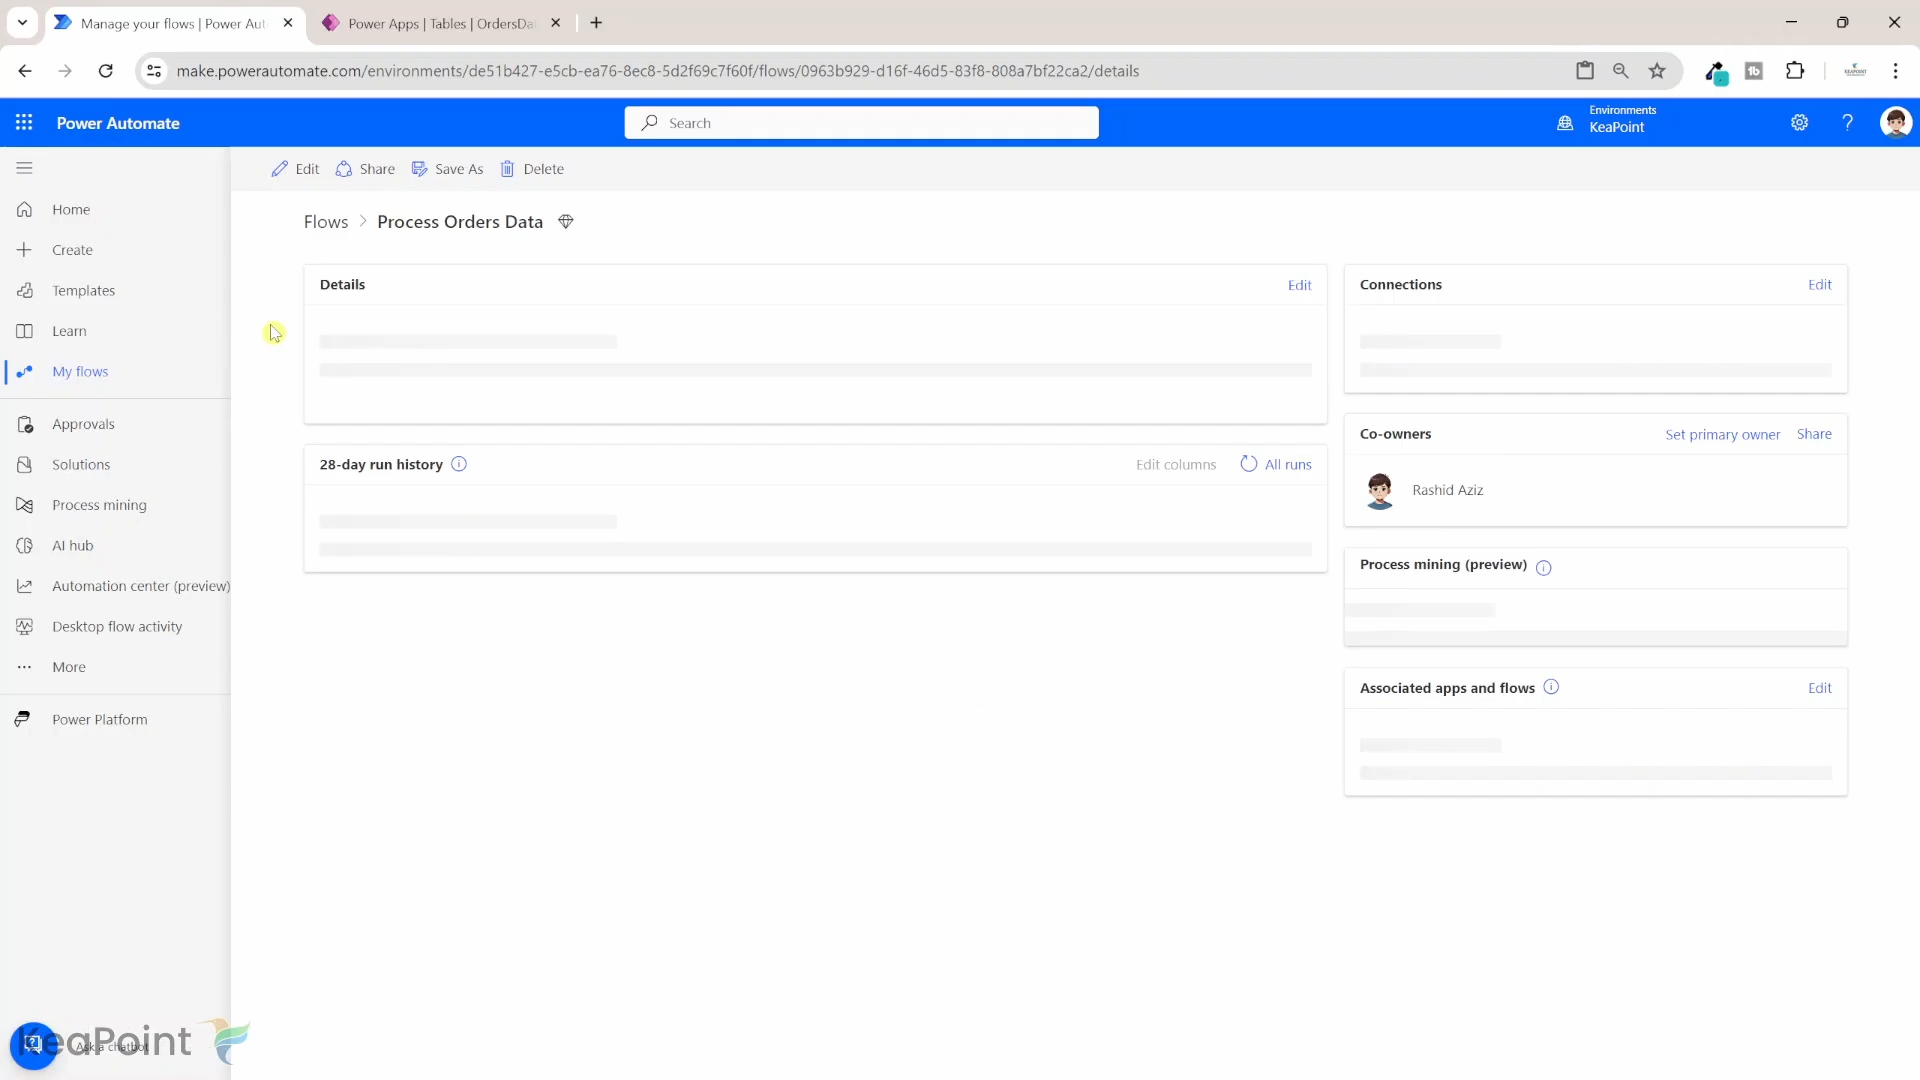 Manage your flows | Power Aut
Power Apps | Tables | OrdersDa
make.powerautomate.com/environments/de51b427-e5cb-ea76-8ec8-5d2f69c7f60f/flows/0963b929-d16f-46d5-83f8-808a7bf22ca2/details
Power Automate
Search
Environments
KeaPoint
Edit
Share
Save As
Delete
Home
Create
Templates
Learn
My flows
Approvals
Solutions
Process mining
AI hub
Automation center (preview)
Desktop flow activity
More
Power Platform
Ask a chatbot
KeaPoint
Flows > Process Orders Data
Details
Edit
28-day run history
Edit columns
All runs
Connections
Edit
Co-owners
Set primary owner
Share
Rashid Aziz
Process mining (preview)
Associated apps and flows
Edit